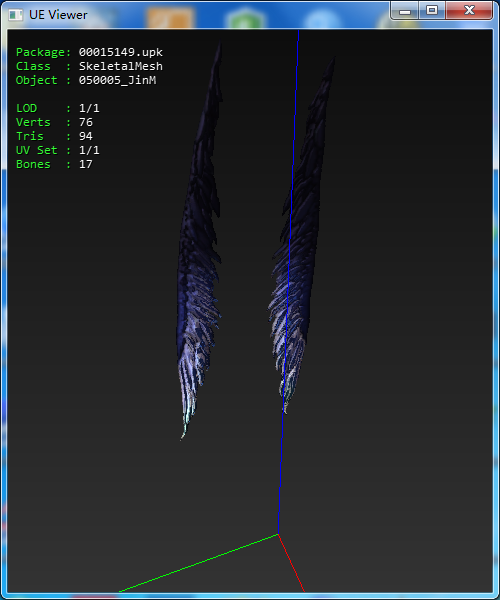 UE Viewer
Package: 00015149.upk
Class  : SkeletalMesh
Object : 050005_JinM
LOD    : 1/1
Verts  : 76
Tris   : 94
UV Set : 1/1
Bones  : 17